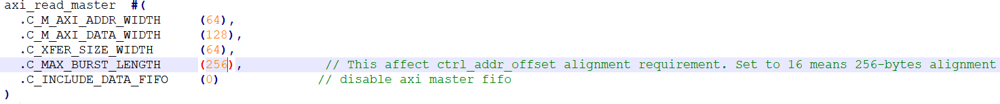 axi_read_master  #(
  .C_M_AXI_ADDR_WIDTH     (64),
  .C_M_AXI_DATA_WIDTH     (128),
  .C_XFER_SIZE_WIDTH      (64),
  .C_MAX_BURST_LENGTH     (256),           // This affect ctrl_addr_offset alignment requirement. Set to 16 means 256-bytes alignment
  .C_INCLUDE_DATA_FIFO    (0)             // disable axi master fifo
)